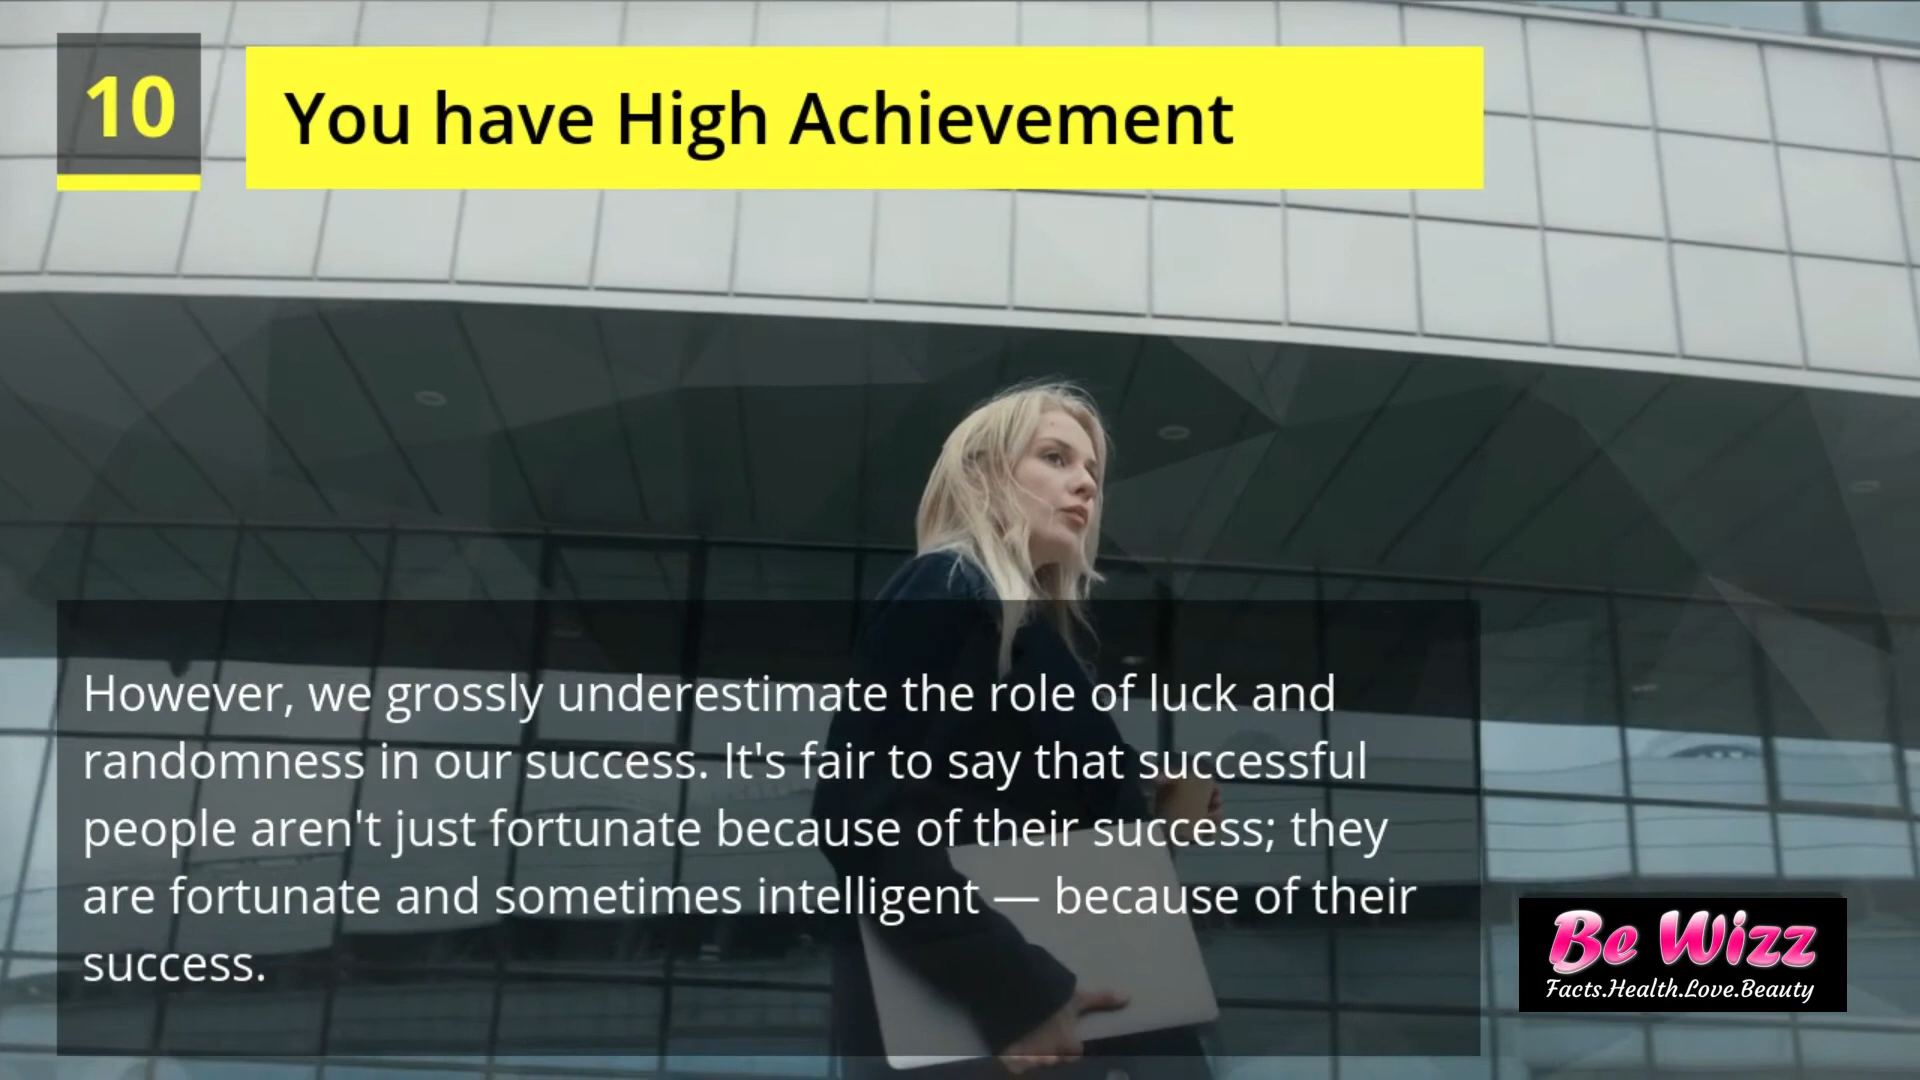 10
You have High Achievement
However, we grossly underestimate the role of luck and
randomness in our success. It's fair to say that successful
people aren't just fortunate because of their success; they
are fortunate and sometimes intelligent — because of their
success.
Be Wizz
Facts.Health.Love.Beauty